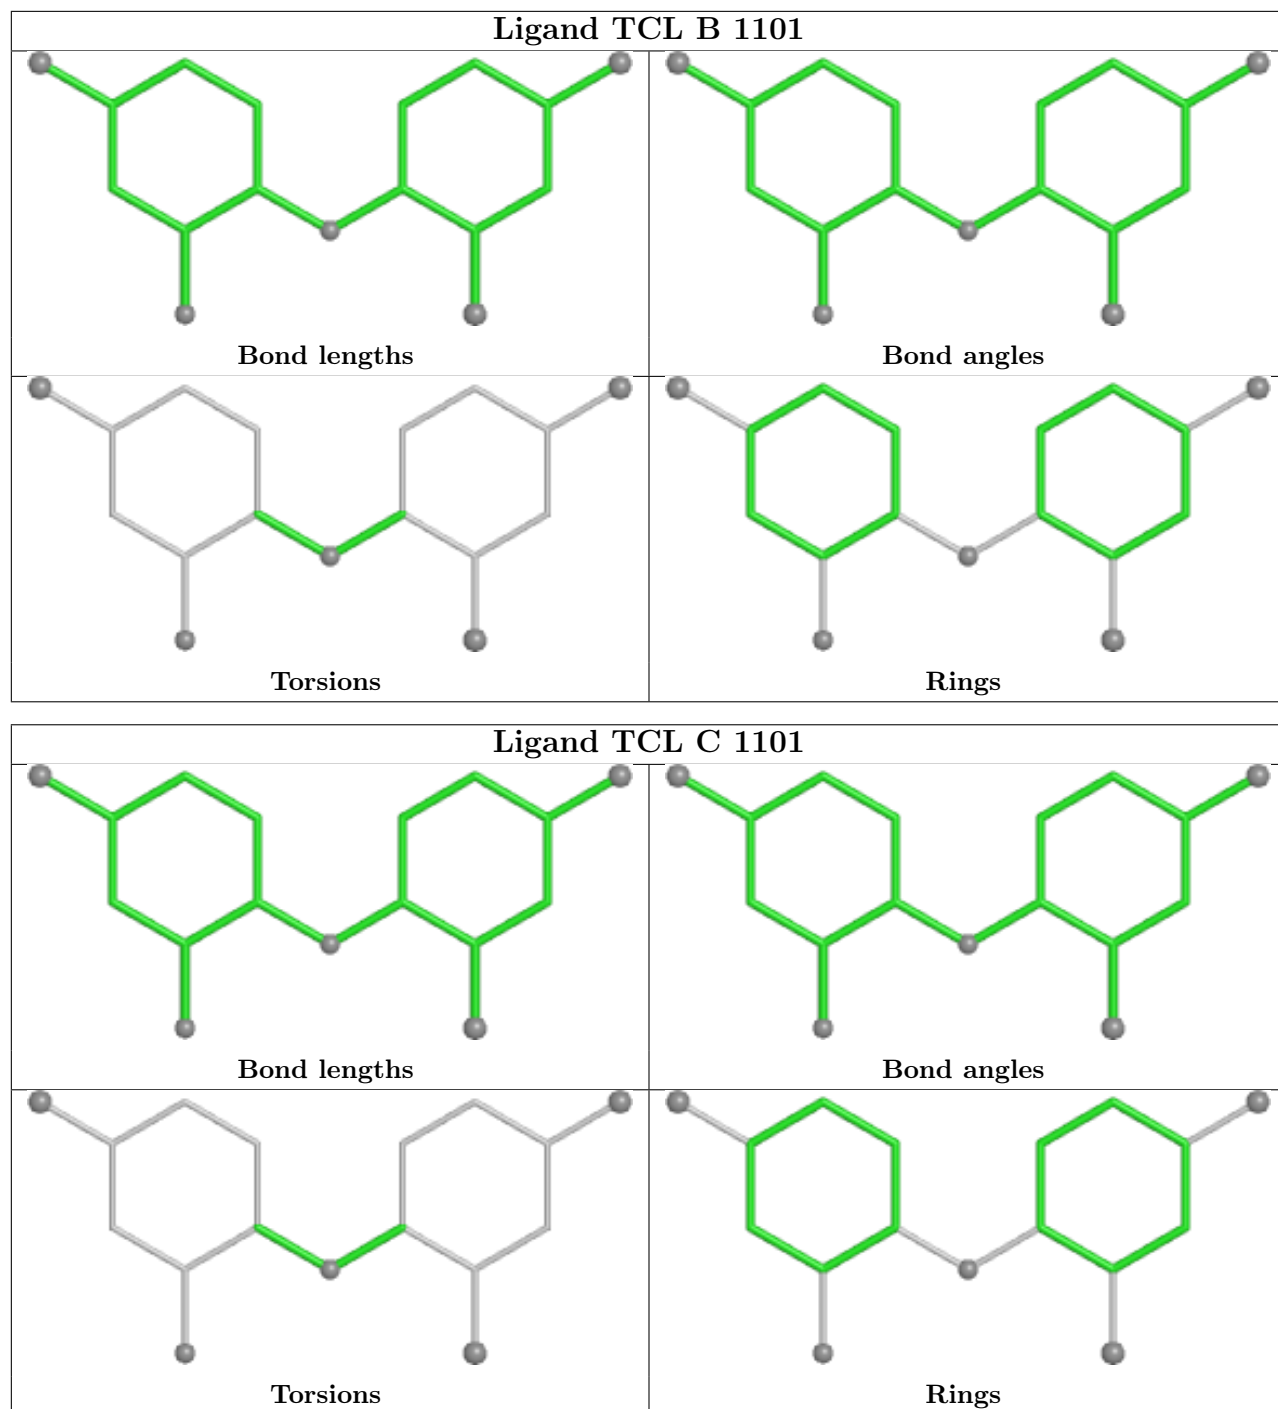 Ligand TCL B 1101
Bond lengths
Bond angles
Torsions
Rings
Ligand TCL C 1101
Bond lengths
Bond angles
Torsions
Rings